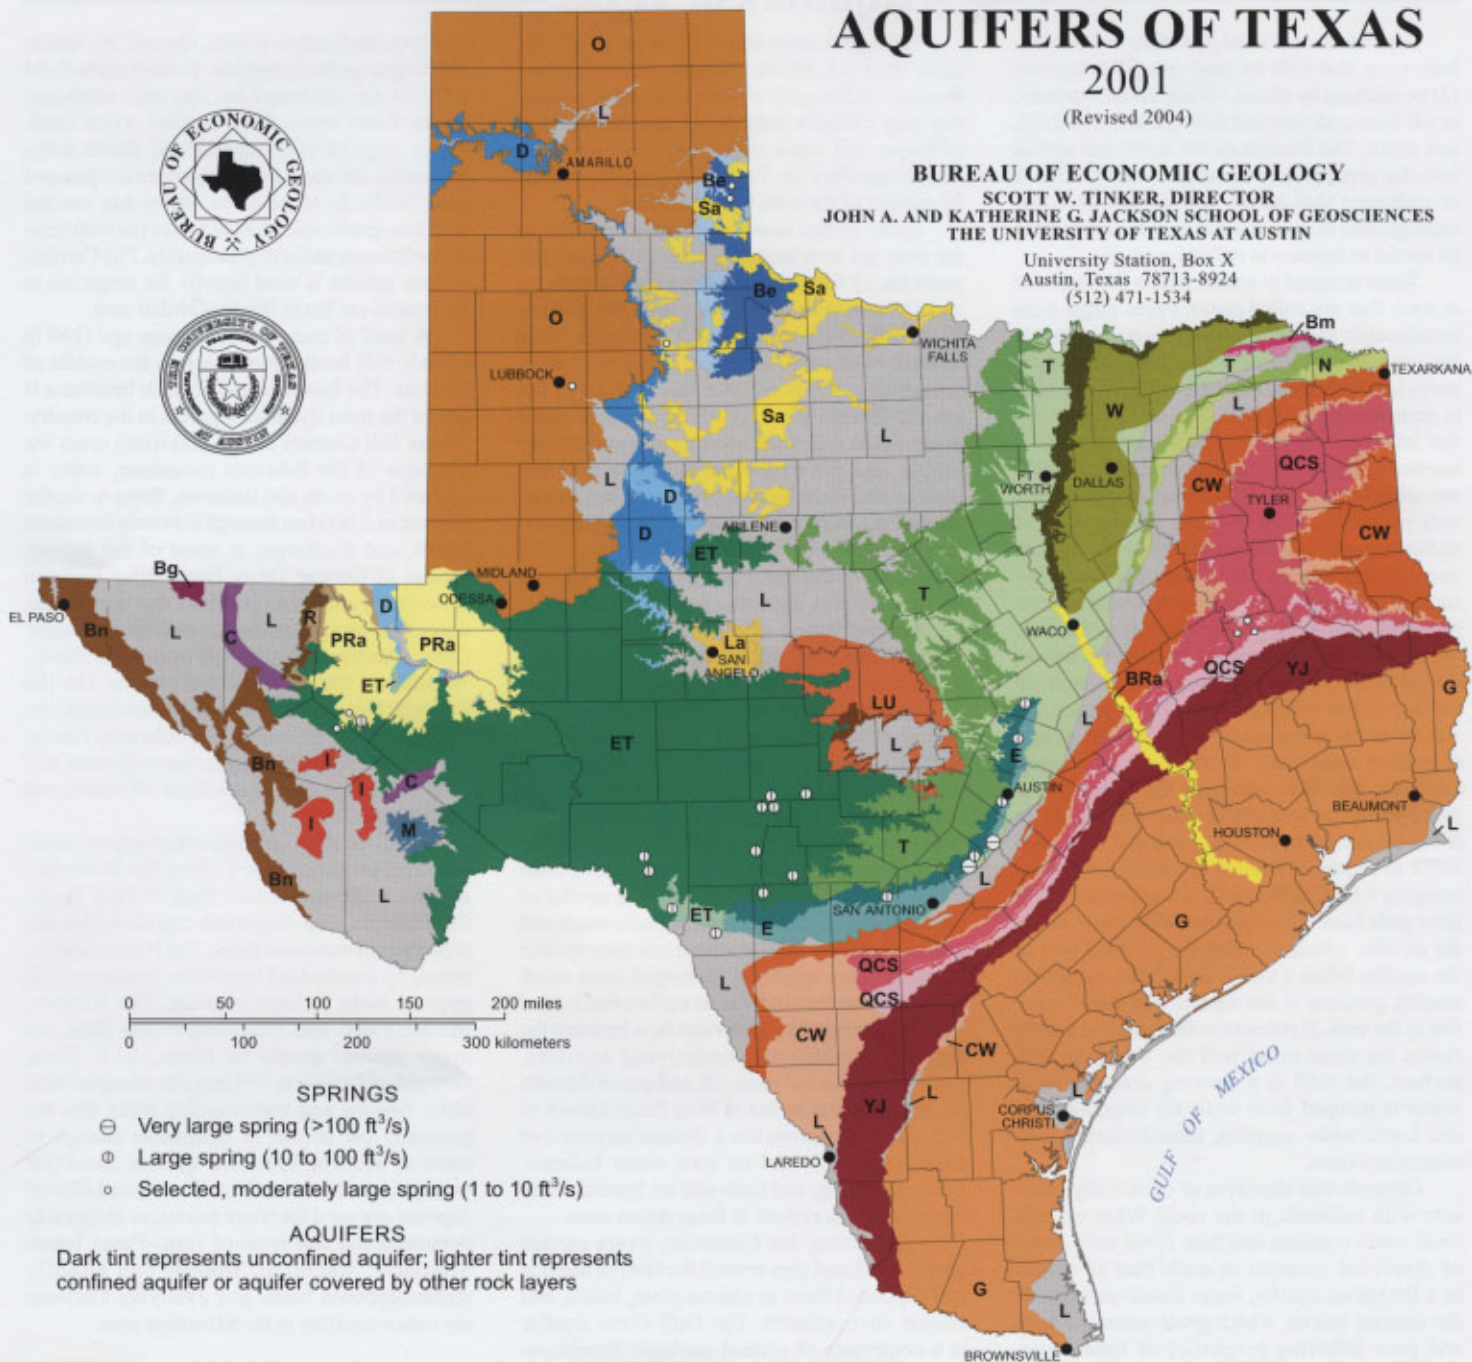 AQUIFERS OF TEXAS
2001
(Revised 2004)
BUREAU OF ECONOMIC GEOLOGY
SCOTT W. TINKER, DIRECTOR
JOHN A. AND KATHERINE G. JACKSON SCHOOL OF GEOSCIENCES
THE UNIVERSITY OF TEXAS AT AUSTIN
University Station, Box X
Austin, Texas 78713-8924
(512) 471-1534
BUREAU OF ECONOMIC GEOLOGY
THE UNIVERSITY OF TEXAS
AT AUSTIN
O
L
D
AMARILLO
Be
Sa
Be
Sa
O
WICHITA
FALLS
LUBBOCK
Sa
L
T
W
T
Bm
N
TEXARKANA
L
L
D
FT
WORTH
DALLAS
CW
QCS
TYLER
D
ABILENE
ET
CW
Bg
MIDLAND
ODESSA
EL PASO
Bn
L
C
L
R
D
PRa
PRa
L
T
WACO
La
SAN
ANGELO
ET
BRa
QCS
YJ
G
LU
L
ET
L
E
Bn
I
I
C
AUSTIN
BEAUMONT
I
M
HOUSTON
L
T
Bn
L
L
SAN ANTONIO
ET
E
G
QCS
L
QCS
CW
CW
L
YJ
L
L
CORPUS
CHRISTI
LAREDO
GULF OF MEXICO
G
L
BROWNSVILLE
0 50 100 150 200 miles
0 100 200 300 kilometers
SPRINGS
Very large spring (>100 ft³/s)
Large spring (10 to 100 ft³/s)
Selected, moderately large spring (1 to 10 ft³/s)
AQUIFERS
Dark tint represents unconfined aquifer; lighter tint represents
confined aquifer or aquifer covered by other rock layers